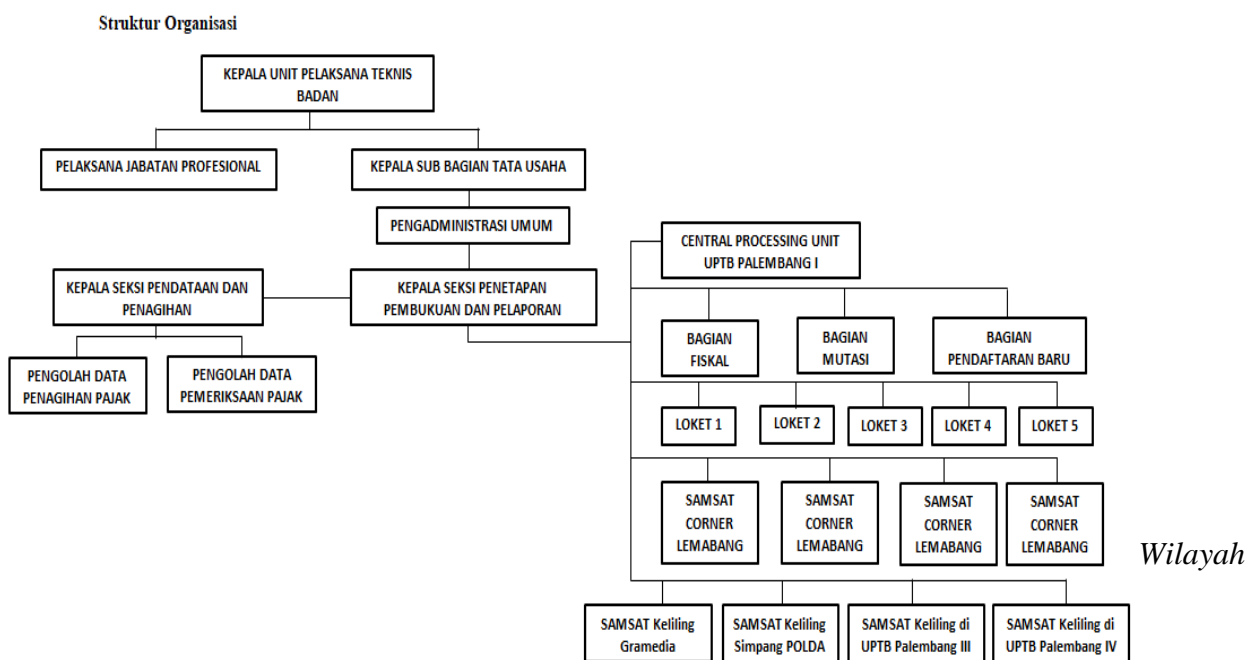 Struktur Organisasi
KEPALA UNIT PELAKSANA TEKNIS
BADAN
PELAKSANA JABATAN PROFESIONAL
KEPALA SUB BAGIAN TATA USAHA
PENGADMINISTRASI UMUM
KEPALA SEKSI PENDATAAN DAN
PENAGIHAN
KEPALA SEKSI PENETAPAN
PEMBUKUAN DAN PELAPORAN
PENGOLAH DATA
PENAGIHAN PAJAK
PENGOLAH DATA
PEMERIKSAAN PAJAK
CENTRAL PROCESSING UNIT
UPTB PALEMBANG I
BAGIAN
FISKAL
BAGIAN
MUTASI
BAGIAN
PENDAFTARAN BARU
LOKET 1
LOKET 2
LOKET 3
LOKET 4
LOKET 5
SAMSAT
CORNER
LEMABANG
SAMSAT
CORNER
LEMABANG
SAMSAT
CORNER
LEMABANG
SAMSAT
CORNER
LEMABANG
Wilayah
SAMSAT Keliling
Gramedia
SAMSAT Keliling
Simpang POLDA
SAMSAT Keliling di
UPTB Palembang III
SAMSAT Keliling di
UPTB Palembang IV